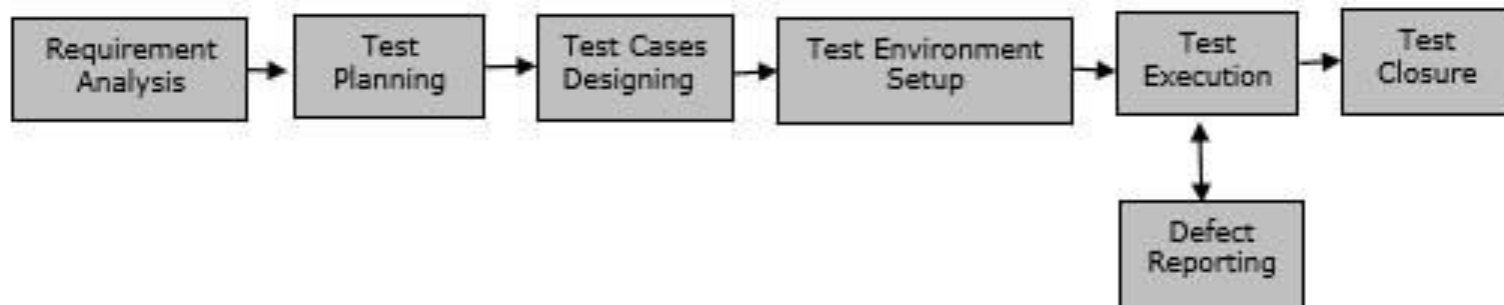 Requirement
Analysis
Test
Planning
Test Cases
Designing
Test Environment
Setup
Test
Execution
Test
Closure
Defect
Reporting